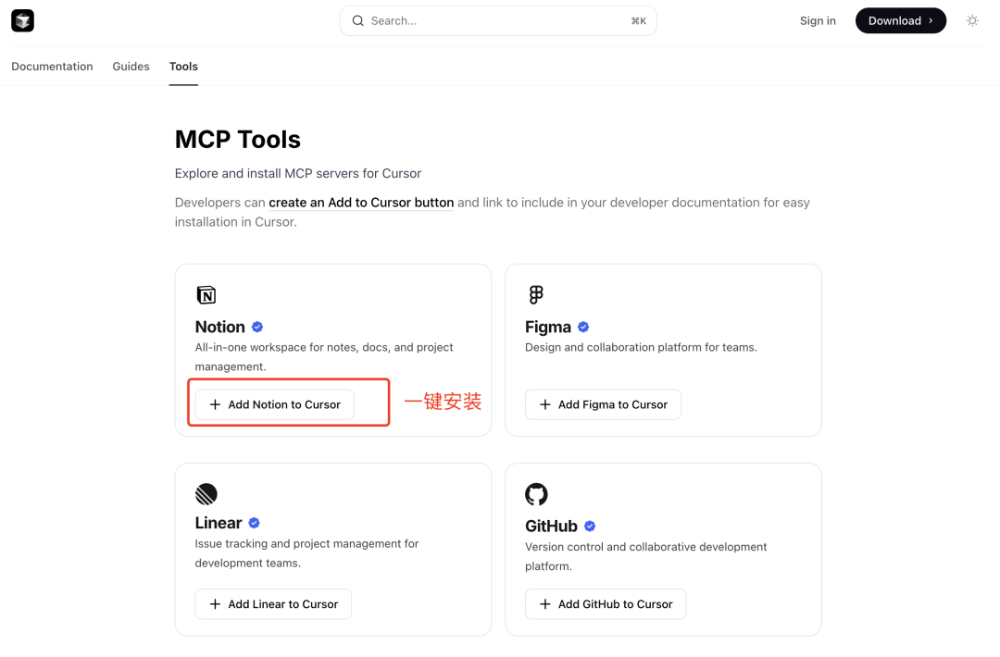 Search...
⌘K
Sign in
Download ›
Documentation
Guides
Tools
MCP Tools
Explore and install MCP servers for Cursor
Developers can create an Add to Cursor button and link to include in your developer documentation for easy
installation in Cursor.
Notion
All-in-one workspace for notes, docs, and project
management.
+ Add Notion to Cursor
一键安装
Figma
Design and collaboration platform for teams.
+ Add Figma to Cursor
Linear
Issue tracking and project management for
development teams.
+ Add Linear to Cursor
GitHub
Version control and collaborative development
platform.
+ Add GitHub to Cursor